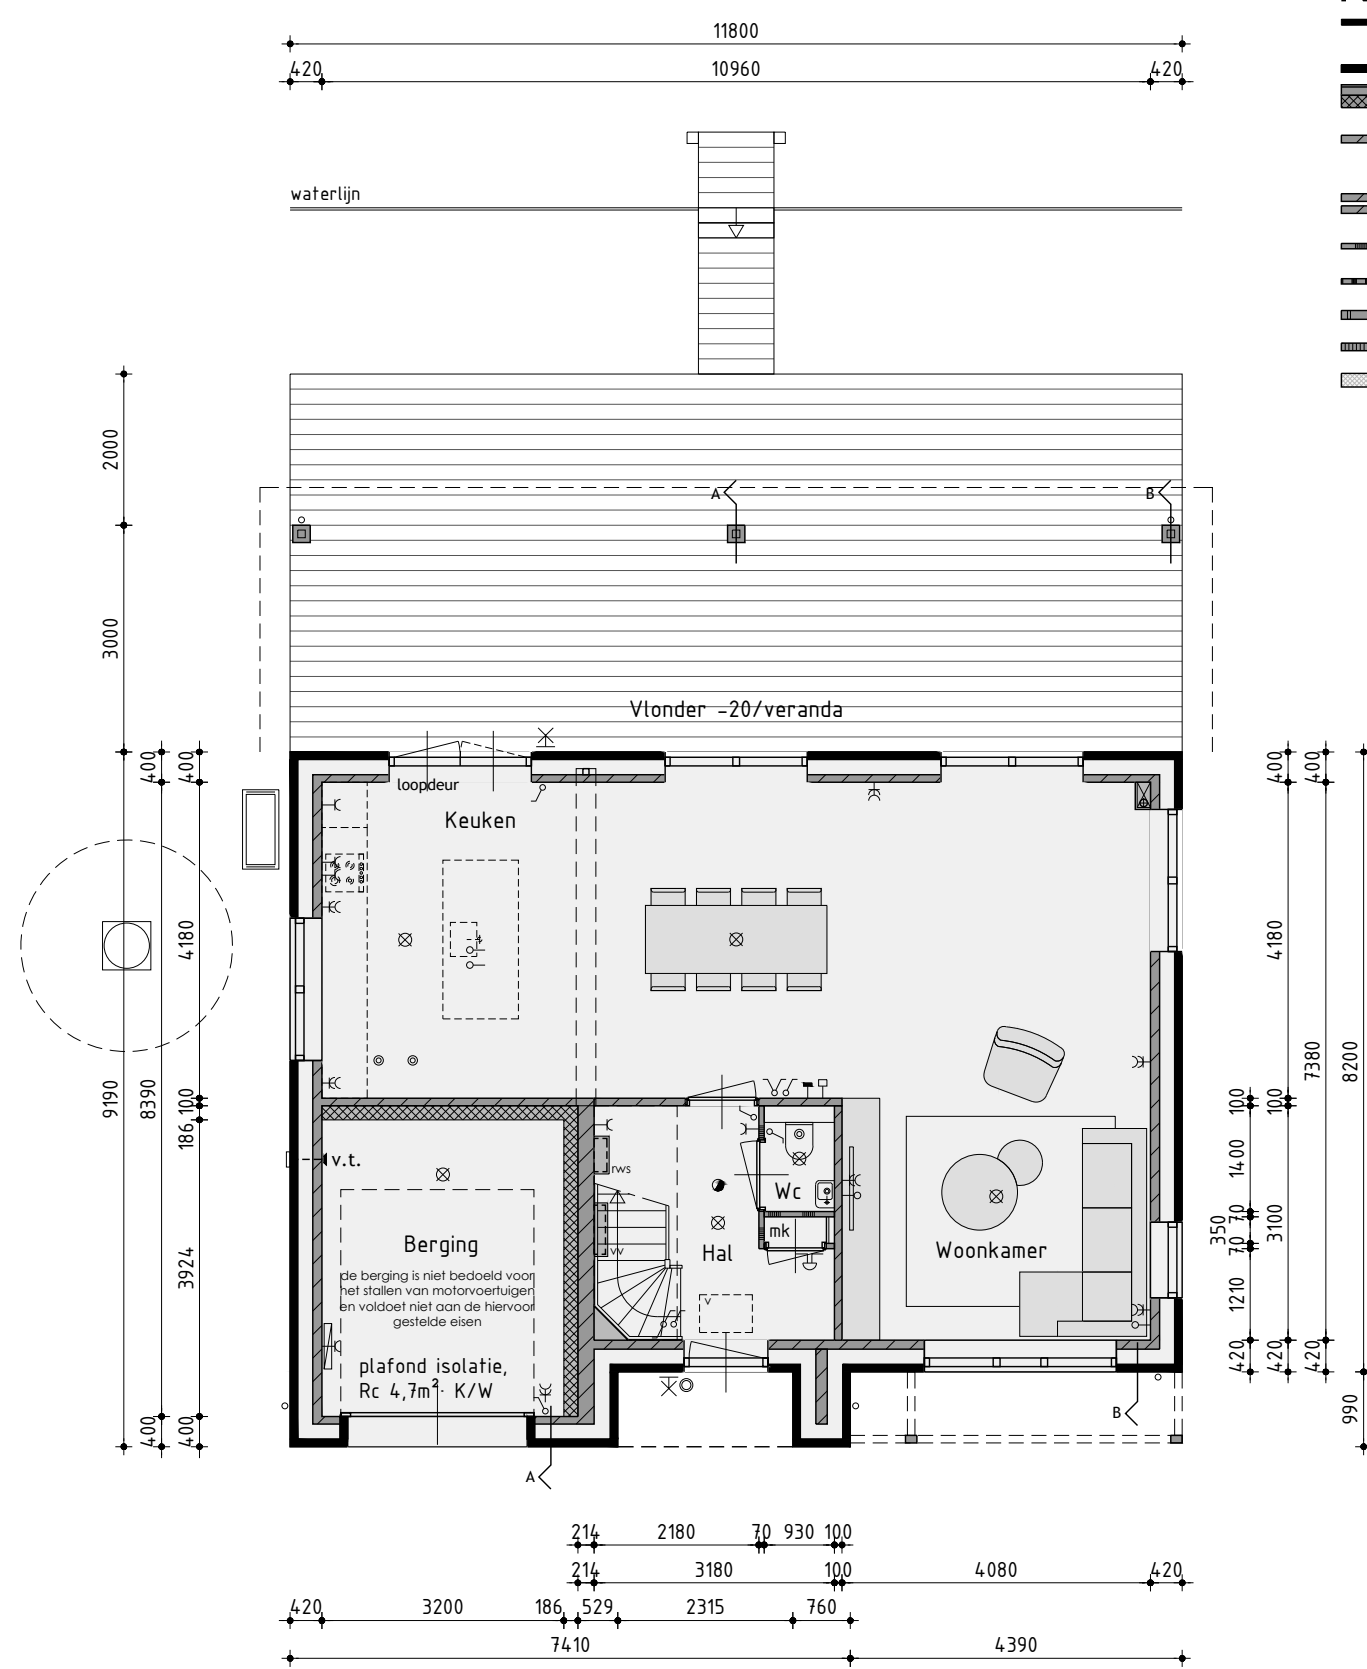 11800
420 10960 420
waterlijn
2000
A B
3000
Vlonder -20/veranda
400 400 400 400
loopdeur
Keuken
4180 4180
9190 8390 7380 8200
100 186 100 100
v.t. rws 1400
Wc
mk
3924 vv Hal Woonkamer 350 70 70 3100
Berging
de berging is niet bedoeld voor
het stallen van motorvoertuigen
en voldoet niet aan de hiervoor
gestelde eisen
v 1210
plafond isolatie,
Rc 4,7m²· K/W
420 420 420
B
400 400 990
A
214 2180 70 930 100
214 3180 100 4080 420
420 3200 186 529 2315 760
7410 4390